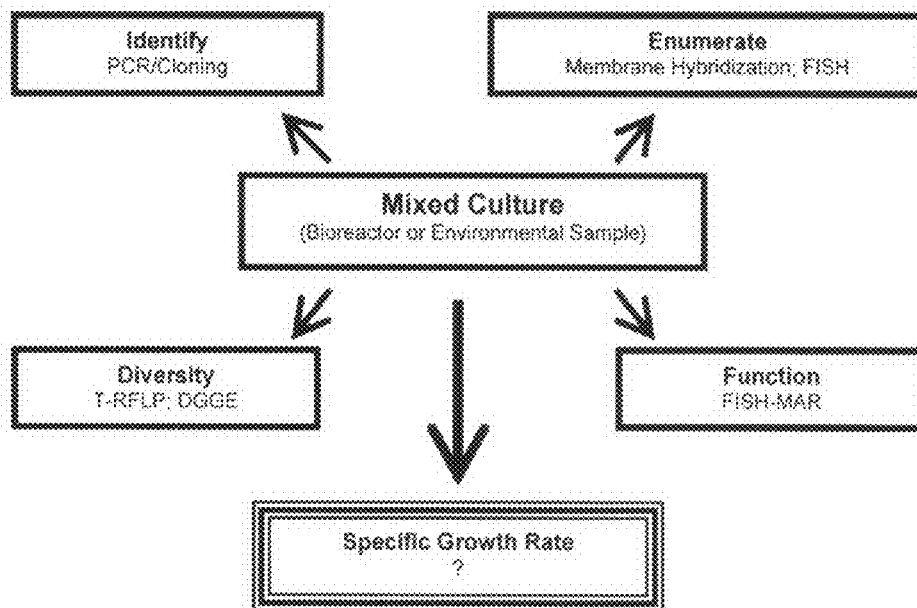 Identify
PCR/Cloning
Enumerate
Membrane Hybridization; FISH
Mixed Culture
(Bioreactor or Environmental Sample)
Diversity
T-RFLP; DGGE
Function
FISH-MAR
Specific Growth Rate
?